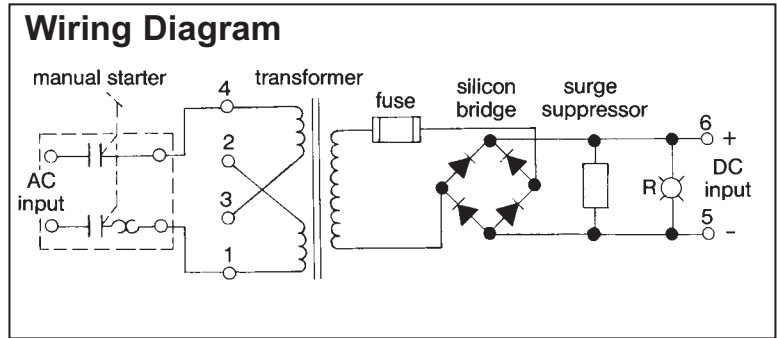 Wiring Diagram
manual starter
4
transformer
fuse
silicon
bridge
surge
suppressor
6 +
2
AC
input
3
R
DC
input
1
5 -